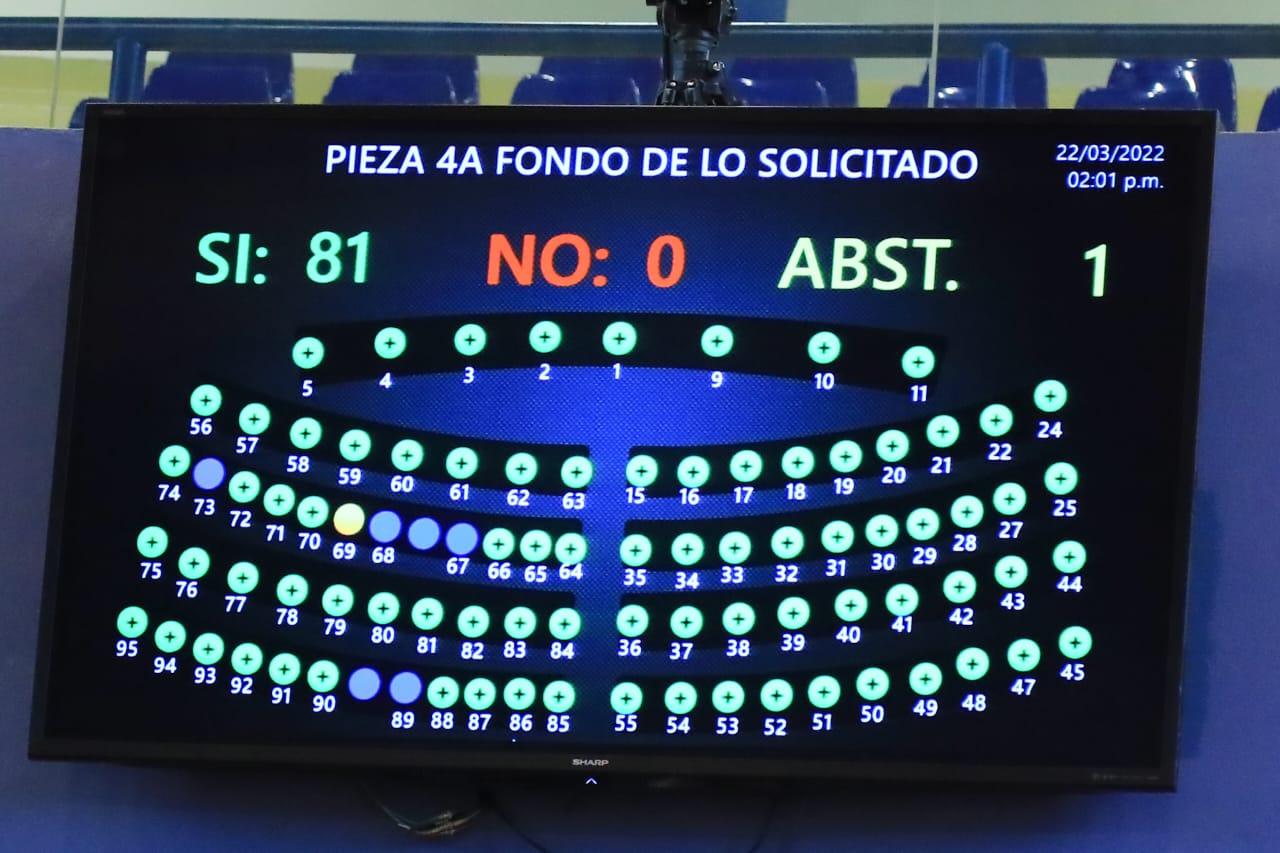 PIEZA 4A FONDO DE LO SOLICITADO
22/03/2022
02:01 p.m.
SI: 81 NO: 0 ABST. 1
5 4 3 2 1 9 10 11
56 57 58 59 60 61 62 63 15 16 17 18 19 20 21 22 24
74 73 72 71 70 69 68 67 66 65 64 35 34 33 32 31 30 29 28 27 25
75 76 77 78 79 80 81 82 83 84 36 37 38 39 40 41 42 43 44
95 94 93 92 91 90 89 88 87 86 85 55 54 53 52 51 50 49 48 47 45
SHARP